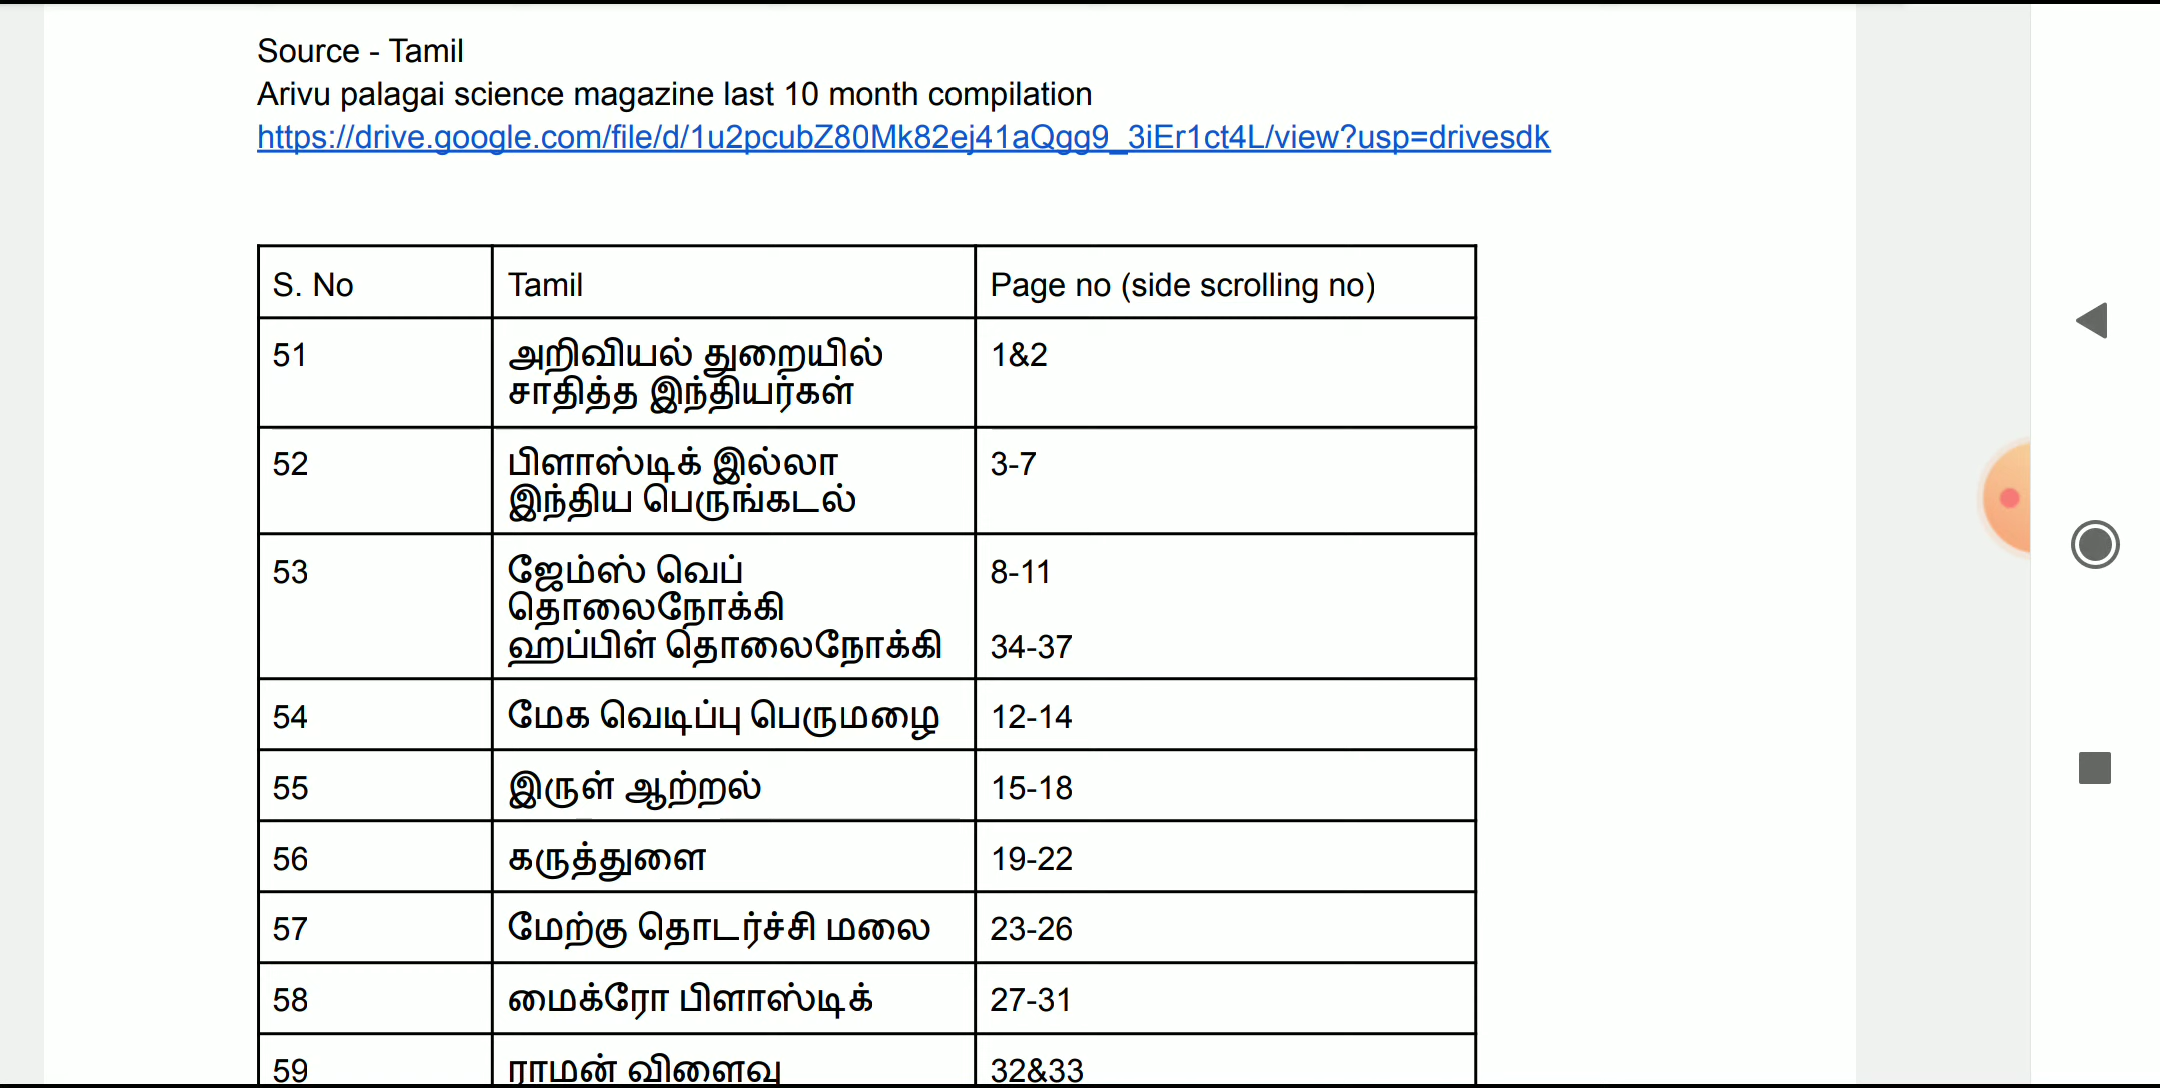 Source - Tamil
Arivu palagai science magazine last 10 month compilation
https://drive.google.com/file/d/1u2pcubZ80Mk82ej41aQgg9_3iEr1ct4L/view?usp=drivesdk
S. No Tamil Page no (side scrolling no)
51 அறிவியல் துறையில் 1&2
சாதித்த இந்தியர்கள்
52 பிளாஸ்டிக் இல்லா 3-7
இந்திய பெருங்கடல்
53 ஜேம்ஸ் வெப் 8-11
தொலைநோக்கி
ஹப்பிள் தொலைநோக்கி 34-37
54 மேக வெடிப்பு பெருமழை 12-14
55 இருள் ஆற்றல் 15-18
56 கருத்துளை 19-22
57 மேற்கு தொடர்ச்சி மலை 23-26
58 மைக்ரோ பிளாஸ்டிக் 27-31
59 ராமன் விளைவு 32&33